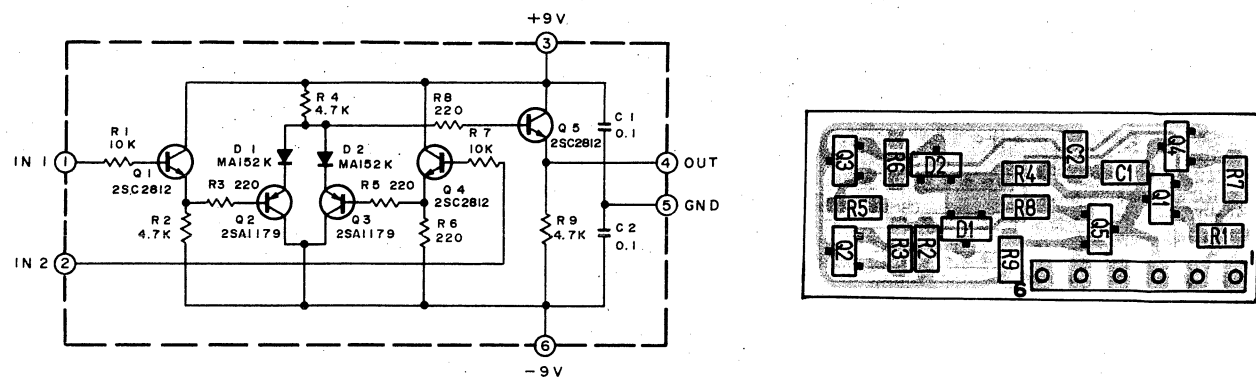 +9V
3
R4
4.7K
R8
220
R7
10K
Q5
2SC2812
C1
0.1
R1
10K
IN 1 1
Q1
2SC2812
D1
MA152K
D2
MA152K
4 OUT
R3 220
Q2
2SA1179
R5 220
Q3
2SA1179
Q4
2SC2812
5 GND
R2
4.7K
R6
220
R9
4.7K
C2
0.1
IN 2 2
6
-9V
Q3
R6
D2
C2
Q4
R4
C1
R7
R5
R8
Q1
Q2
R3
R2
D1
R9
Q5
R1
6
1